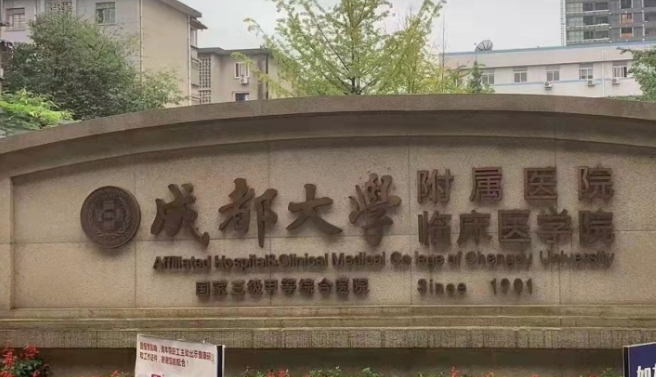 成都大学 附属医院
临床医学院
Affiliated Hospital&Clinical Medical College of Chengdu University
国家三级甲等综合医院 Since 1901